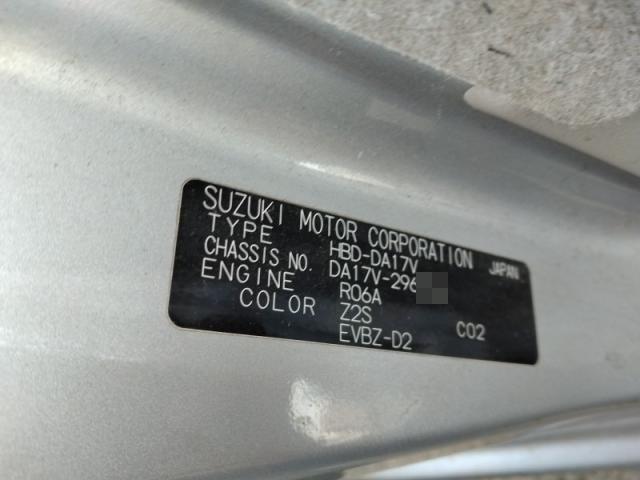 SUZUKI MOTOR CORPORATION JAPAN
TYPE HBD-DA17V
CHASSIS NO. DA17V-296
ENGINE R06A
COLOR Z2S
EVBZ-D2 C02